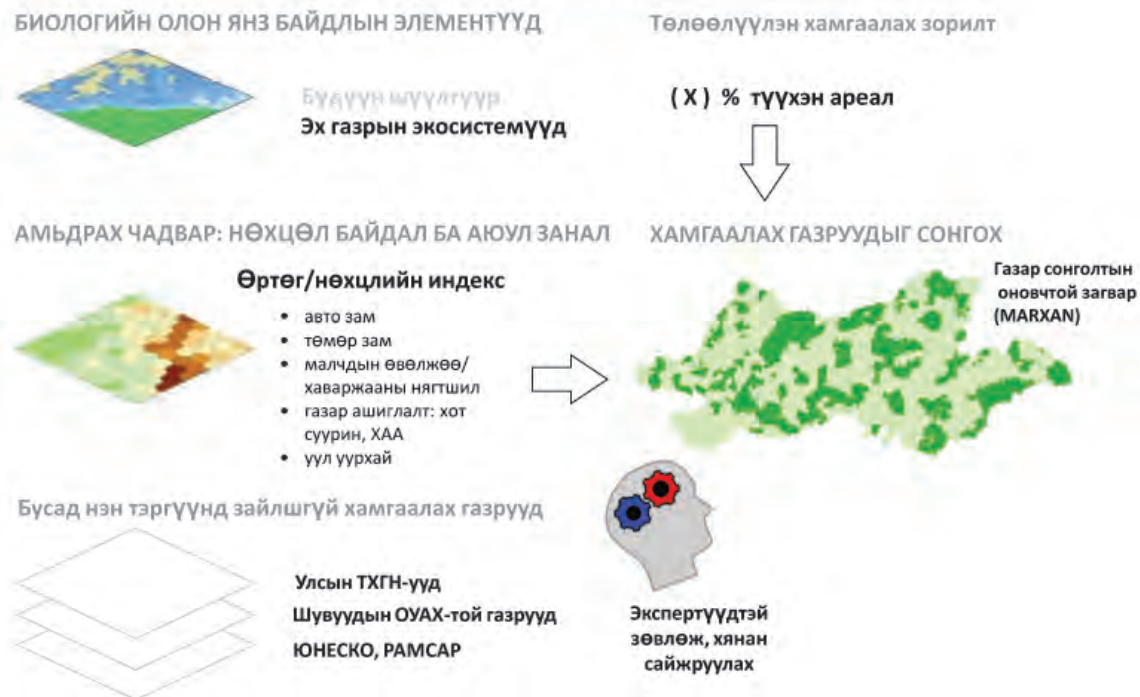 БИОЛОГИЙН ОЛОН ЯНЗ БАЙДЛЫН ЭЛЕМЕНТҮҮД
Бүдүүн шүүлтүүр
Эх газрын экосистемүүд
Төлөөлүүлэн хамгаалах зорилт
( X ) % түүхэн ареал
АМЬДРАХ ЧАДВАР: НӨХЦӨЛ БАЙДАЛ БА АЮУЛ ЗАНАЛ
Өртөг/нөхцлийн индекс
• авто зам
• төмөр зам
• малчдын өвөлжөө/
хаваржааны нягтшил
• газар ашиглалт: хот
суурин, ХАА
• уул уурхай
ХАМГААЛАХ ГАЗРУУДЫГ СОНГОХ
Газар сонголтын
оновчтой загвар
(MARXAN)
Бусад нэн тэргүүнд зайлшгүй хамгаалах газрууд
Улсын ТХГН-ууд
Шувуудын ОУАХ-той газрууд
ЮНЕСКО, РАМСАР
Экспертүүдтэй
зөвлөж, хянан
сайжруулах